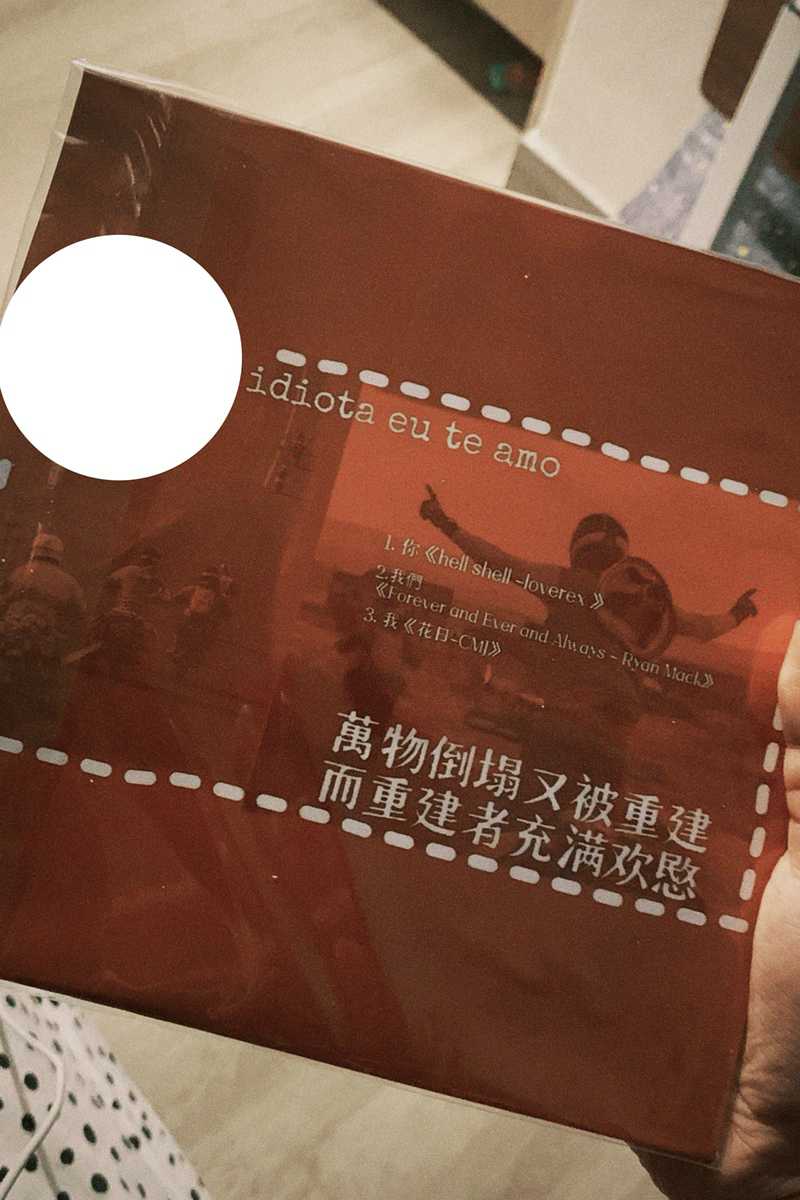 idiota eu te amo
1. 你《hell shell -loverex 》
2.我們
《Forever and Ever and Always - Ryan Mack》
3. 我《花日-CMJ》
萬物倒塌又被重建
而重建者充满欢愍